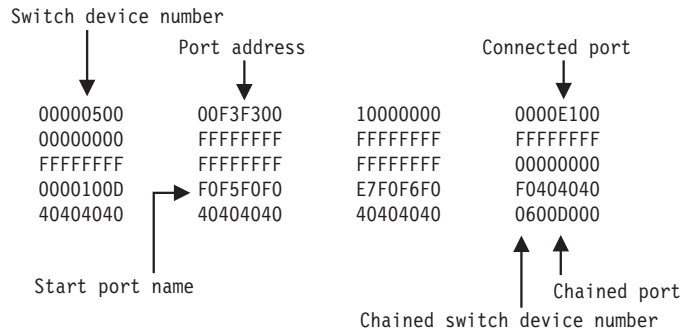 Switch device number
Port address
Connected port
00000500 00F3F300 10000000 0000E100
00000000 FFFFFFFF FFFFFFFF FFFFFFFF
FFFFFFFF FFFFFFFF FFFFFFFF 00000000
0000100D F0F5F0F0 E7F0F6F0 F0404040
40404040 40404040 40404040 0600D000
Start port name
Chained port
Chained switch device number